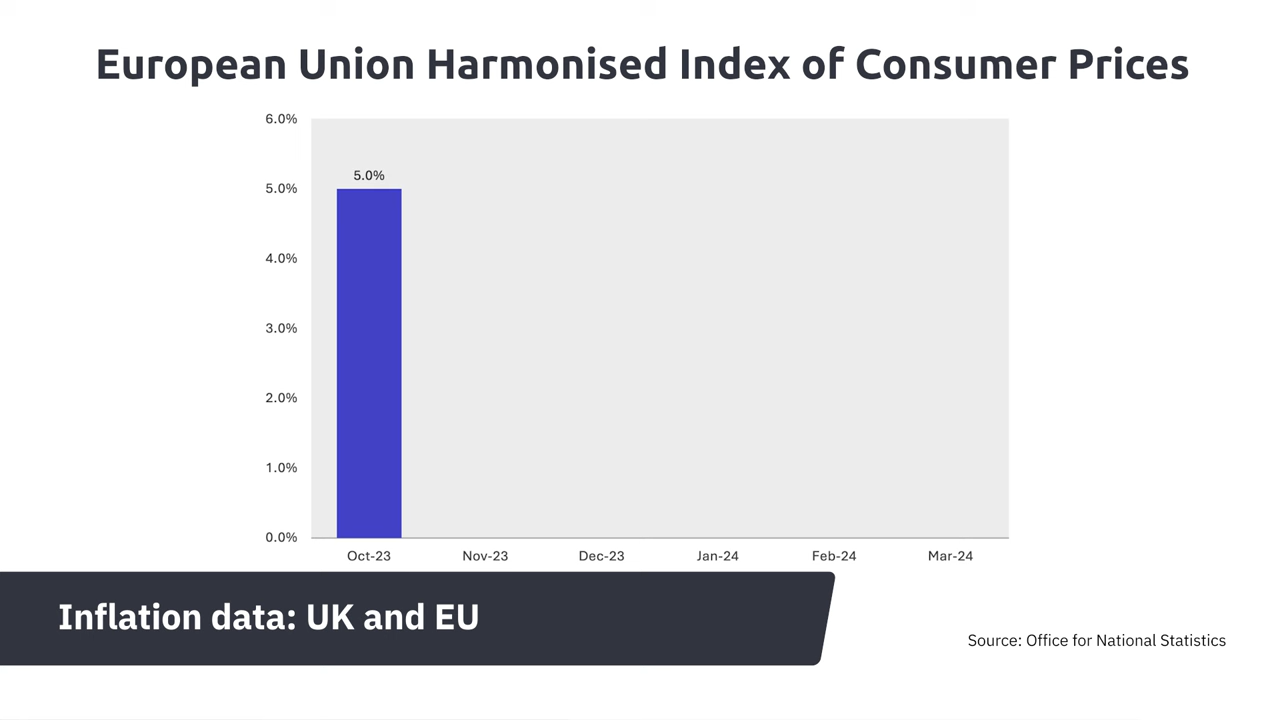 European Union Harmonised Index of Consumer Prices
6.0%
5.0%
5.0%
4.0%
3.0%
2.0%
1.0%
0.0%
Oct-23 Nov-23 Dec-23 Jan-24 Feb-24 Mar-24
Inflation data: UK and EU
Source: Office for National Statistics